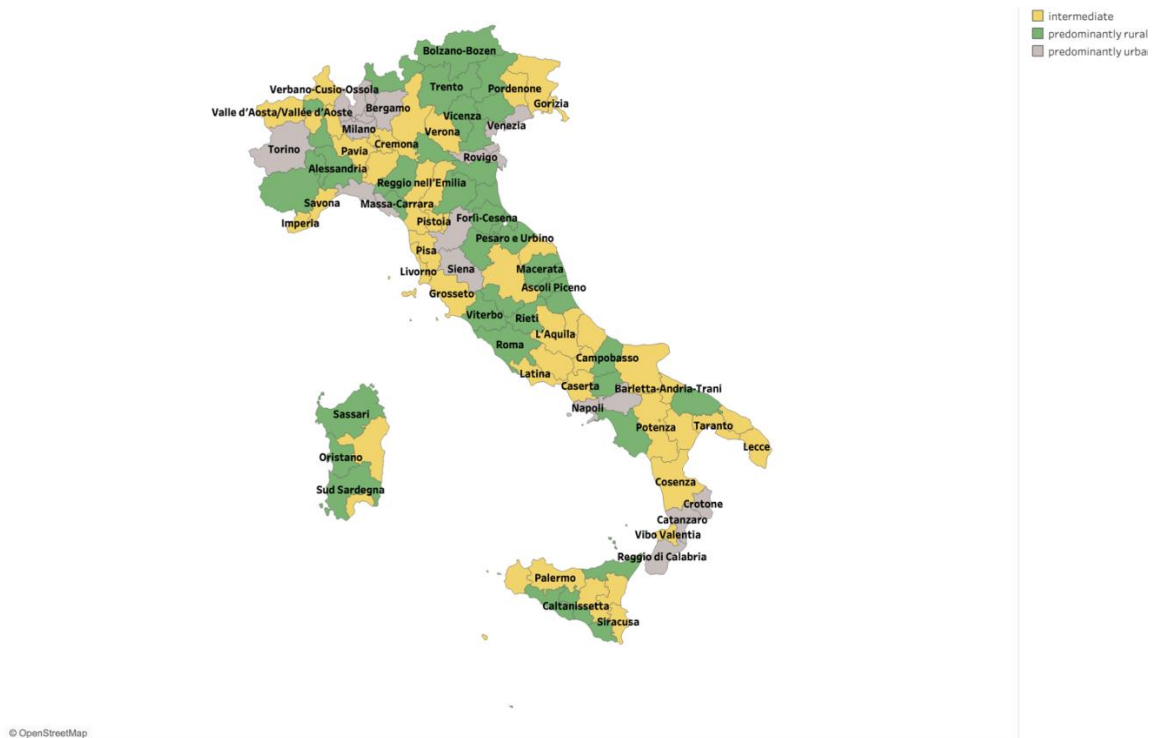 intermediate
predominantly rural
predominantly urba
Bolzano-Bozen
Verbano-Cusio-Ossola
Trento
Pordenone
Gorizia
Valle d'Aosta/Vallée d'Aoste
Bergamo
Vicenza
Venezia
Milano
Verona
Torino
Pavia
Cremona
Rovigo
Alessandria
Reggio nell'Emilia
Savona
Massa-Carrara
Forlì-Cesena
Imperia
Pistoia
Pesaro e Urbino
Pisa
Livorno
Siena
Macerata
Ascoli Piceno
Grosseto
Viterbo
Rieti
L'Aquila
Roma
Campobasso
Latina
Caserta
Barletta-Andria-Trani
Napoli
Sassari
Potenza
Taranto
Lecce
Oristano
Sud Sardegna
Cosenza
Crotone
Catanzaro
Vibo Valentia
Reggio di Calabria
Palermo
Caltanissetta
Siracusa
© OpenStreetMap